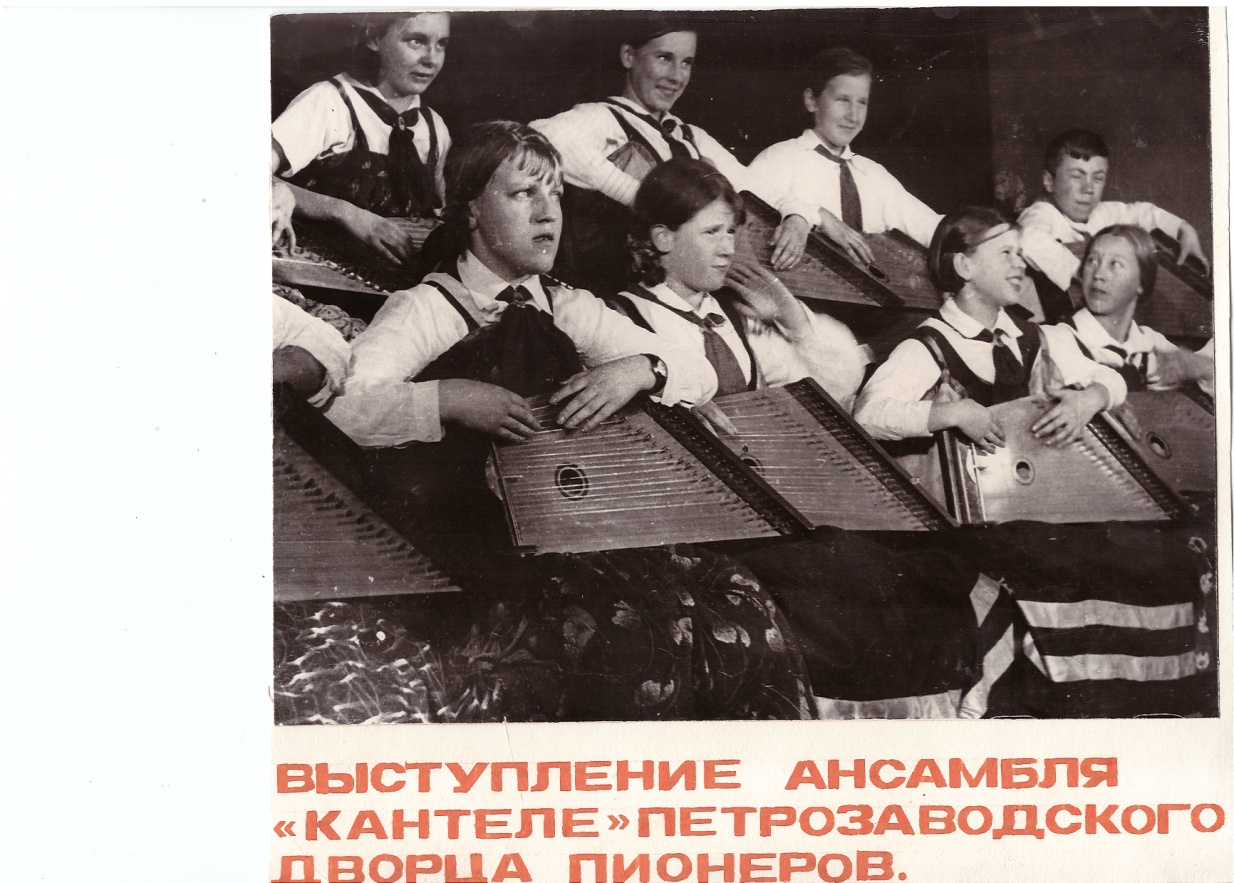 ВЫСТУПЛЕНИЕ АНСАМБЛЯ
«КАНТЕЛЕ» ПЕТРОЗАВОДСКОГО
ДВОРЦА ПИОНЕРОВ.